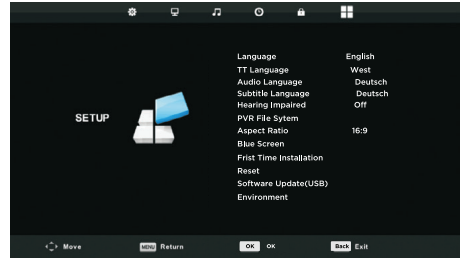 SETUP
Language English
TT Language West
Audio Language Deutsch
Subtitle Language Deutsch
Hearing Impaired Off
PVR File Sytem
Aspect Ratio 16:9
Blue Screen
Frist Time Installation
Reset
Software Update(USB)
Environment
Move MENU Return OK OK Back Exit